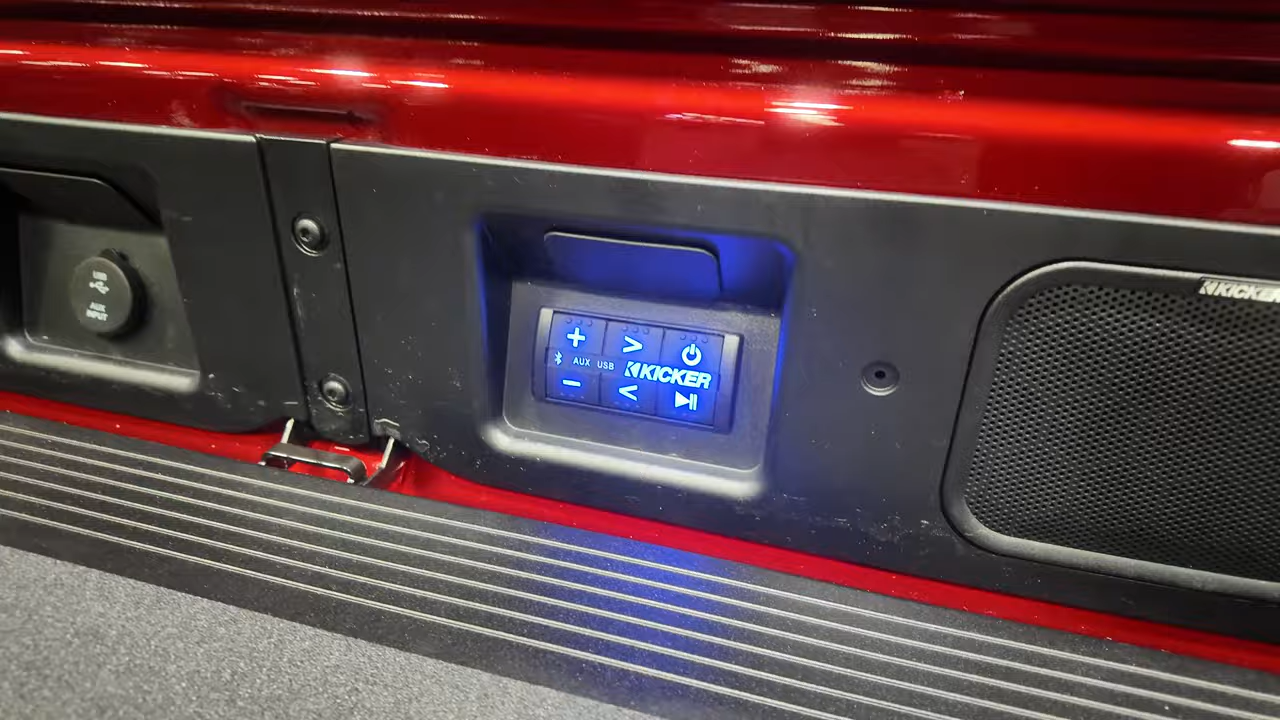 USB
AUX
INPUT
+ >
AUX USB
KICKER
- <
KICKER